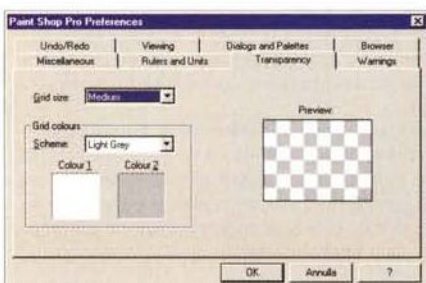 Paint Shop Pro Preferences
Undo/Redo Viewing Dialogs and Palettes Browser
Miscellaneous Rulers and Units Transparency Warnings
Grid size: Medium
Preview
Grid colours
Scheme: Light Grey
Colour 1 Colour 2
OK Annulla ?